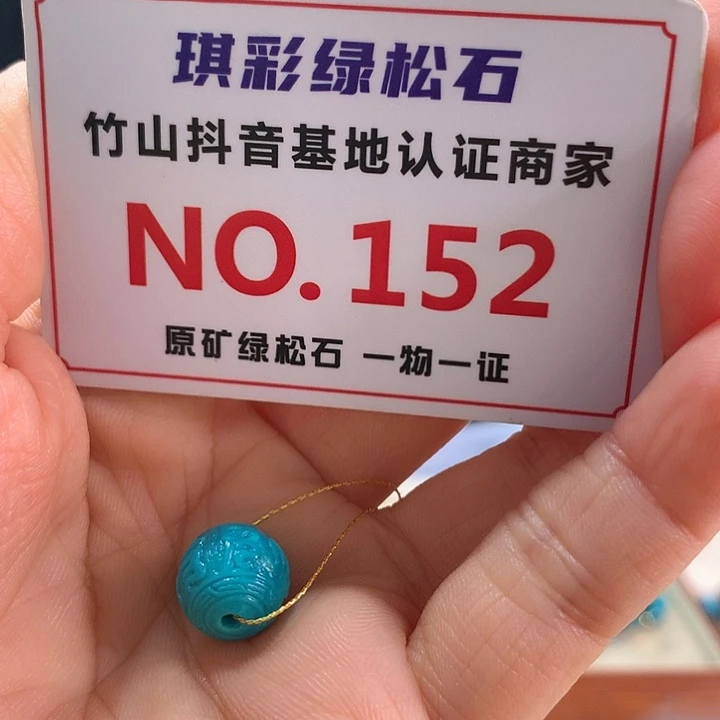 琪彩绿松石
竹山抖音基地认证商家
NO.152
原矿绿松石 一物一证